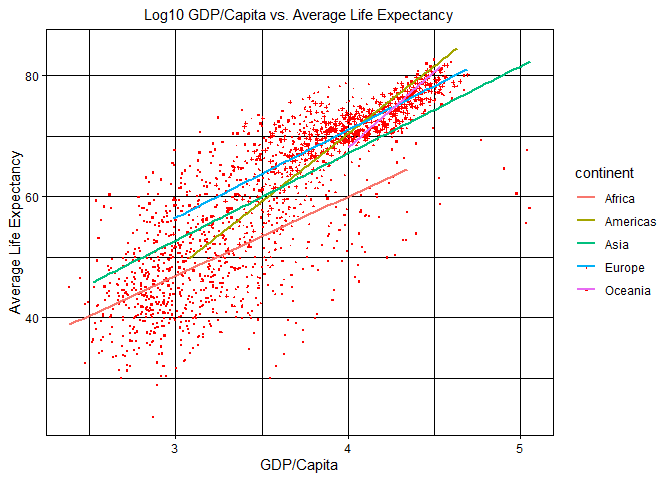 Log10 GDP/Capita vs. Average Life Expectancy
Average Life Expectancy
80
60
40
3
4
5
GDP/Capita
continent
Africa
Americas
Asia
Europe
Oceania